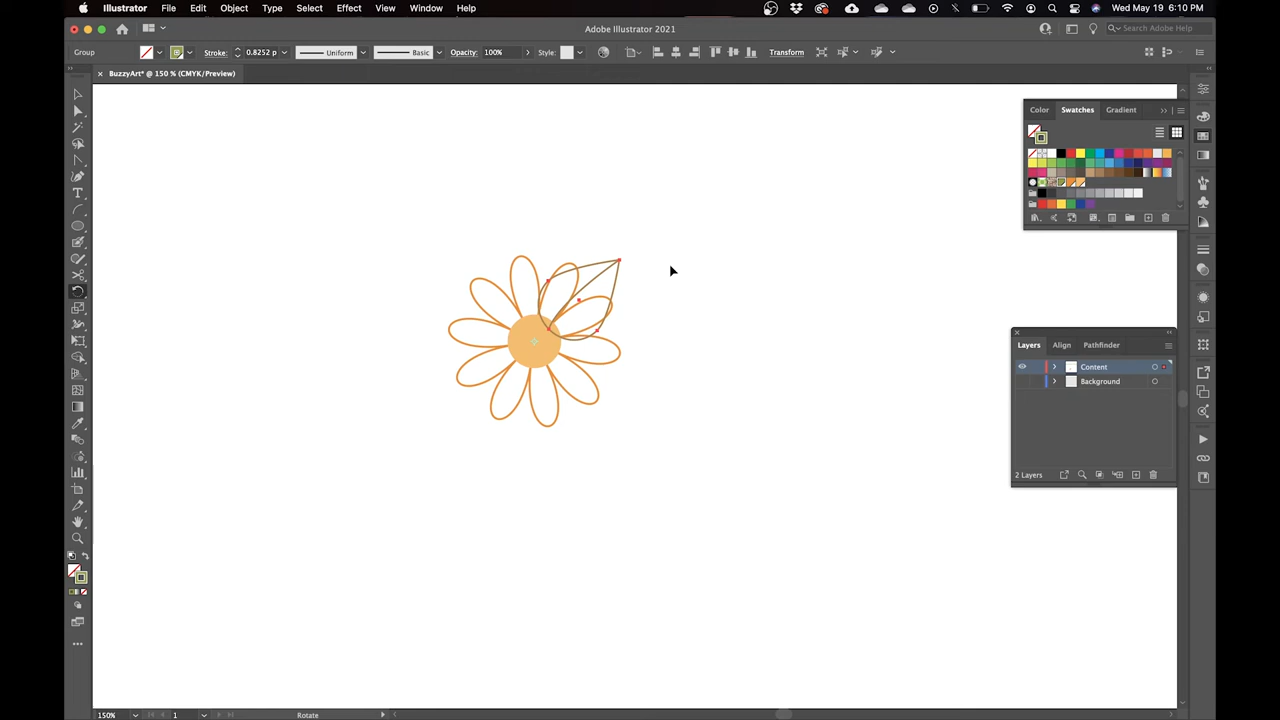 Illustrator File Edit Object Type Select Effect View Window Help Wed May 19 6:10 PM
Adobe Illustrator 2021 Search Adobe Help
Group Stroke: 0.8252 p Uniform Basic Opacity: 100% Style: Transform
BuzzyArt* @ 150 % (CMYK/Preview)
Color Swatches Gradient
Layers Align Pathfinder
Content
Background
2 Layers
150% 1 Rotate